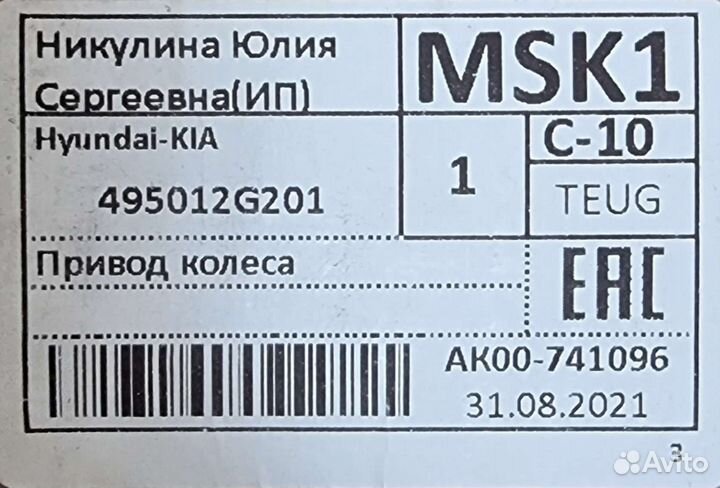 Никулина Юлия
Сергеевна(ИП)
MSK1
Hyundai-KIA
495012G201
1
C-10
TEUG
Привод колеса
EAC
АК00-741096
31.08.2021
3
Avito